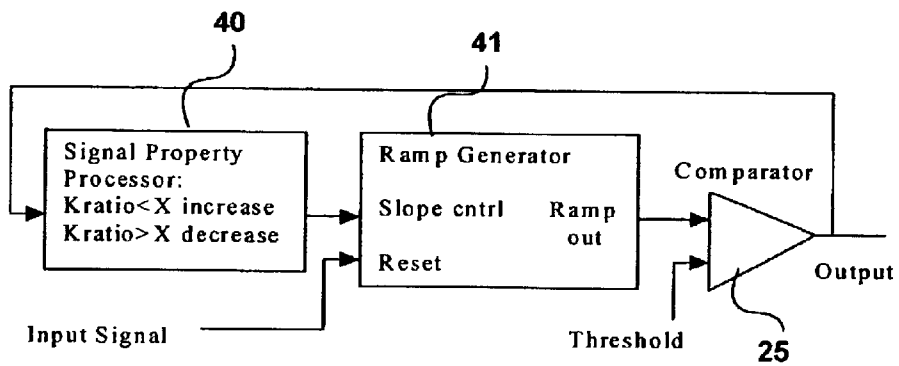 40
41
Signal Property
Processor:
Kratio<X increase
Kratio>X decrease
Ramp Generator
Slope cntrl
Ramp
out
Reset
Comparator
Output
Input Signal
Threshold
25